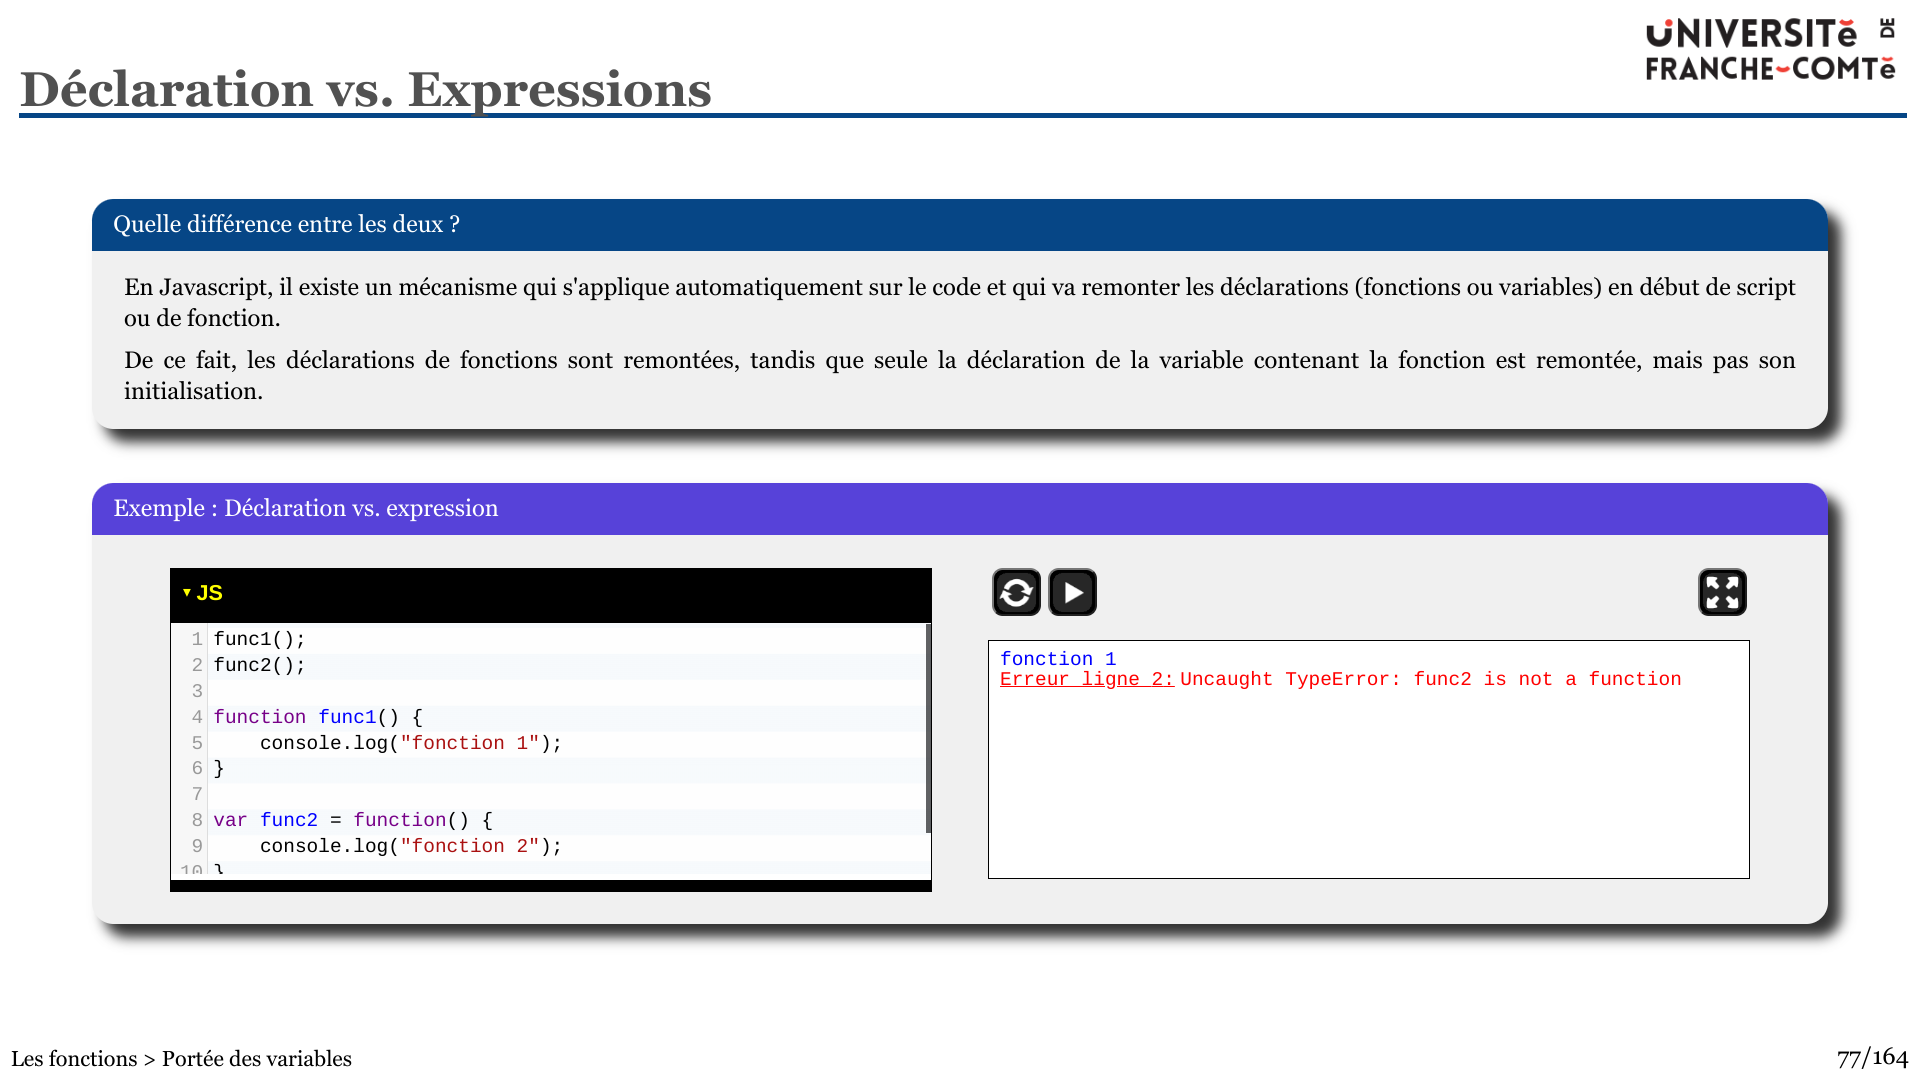 UNIVERSITĕ DE
FRANCHE-COMTĕ
Déclaration vs. Expressions
Quelle différence entre les deux ?
En Javascript, il existe un mécanisme qui s'applique automatiquement sur le code et qui va remonter les déclarations (fonctions ou variables) en début de script
ou de fonction.
De ce fait, les déclarations de fonctions sont remontées, tandis que seule la déclaration de la variable contenant la fonction est remontée, mais pas son
initialisation.
Exemple : Déclaration vs. expression
▼ JS
1 func1();
2 func2();
3
4 function func1() {
5     console.log("fonction 1");
6 }
7
8 var func2 = function() {
9     console.log("fonction 2");
10 }
fonction 1
Erreur ligne 2: Uncaught TypeError: func2 is not a function
Les fonctions > Portée des variables
77/164